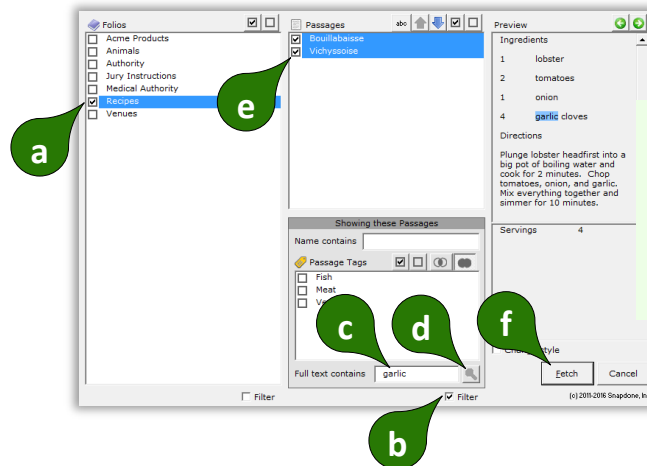 Folios
Acme Products
Animals
Authority
Jury Instructions
Medical Authority
Recipes
Venues
Filter
Passages
abc
Bouillabaisse
Vichyssoise
Showing these Passages
Name contains
Passage Tags
Fish
Meat
Full text contains garlic
Filter
Preview
Ingredients
1 lobster
2 tomatoes
1 onion
4 garlic cloves
Directions
Plunge lobster headfirst into a
big pot of boiling water and
cook for 2 minutes. Chop
tomatoes, onion, and garlic.
Mix everything together and
simmer for 10 minutes.
Servings 4
Fetch Cancel
(c) 2011-2016 Snapdone, In
a
e
c
d
f
b